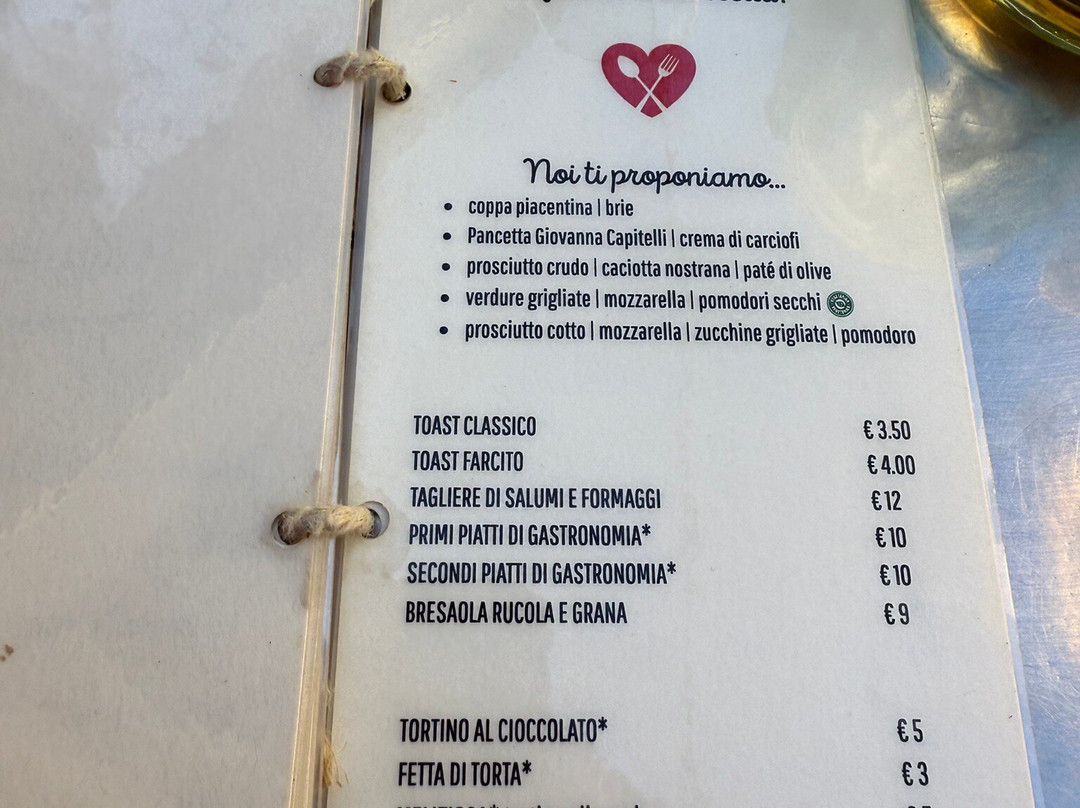 Noi ti proponiamo...
• coppa piacentina | brie
• Pancetta Giovanna Capitelli | crema di carciofi
• prosciutto crudo | caciotta nostrana | paté di olive
• verdure grigliate | mozzarella | pomodori secchi
• prosciutto cotto | mozzarella | zucchine grigliate | pomodoro
TOAST CLASSICO € 3.50
TOAST FARCITO € 4.00
TAGLIERE DI SALUMI E FORMAGGI € 12
PRIMI PIATTI DI GASTRONOMIA* € 10
SECONDI PIATTI DI GASTRONOMIA* € 10
BRESAOLA RUCOLA E GRANA € 9
TORTINO AL CIOCCOLATO* € 5
FETTA DI TORTA* € 3